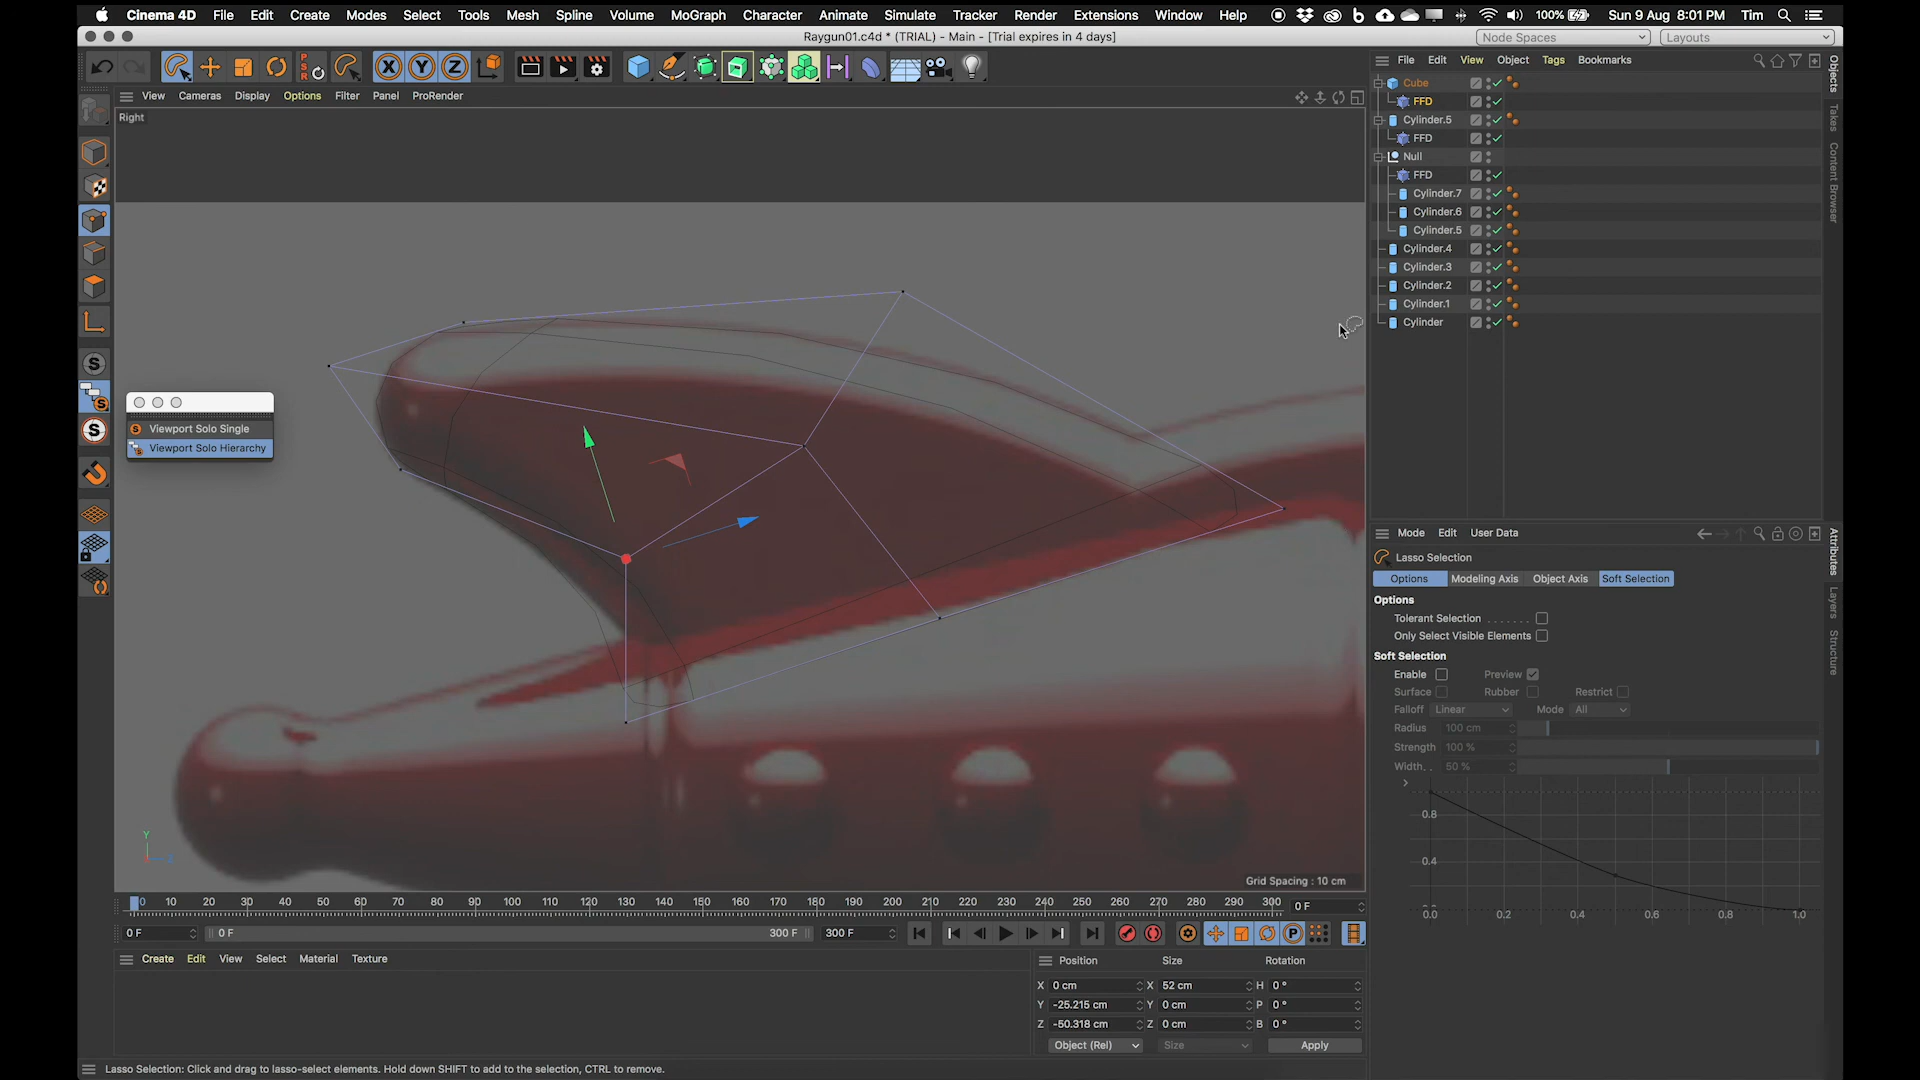 Cinema 4D File Edit Create Modes Select Tools Mesh Spline Volume MoGraph Character Animate Simulate Tracker Render Extensions Window Help 100% Sun 9 Aug 8:01 PM Tim
Raygun01.c4d * (TRIAL) - Main - [Trial expires in 4 days]
Node Spaces Layouts
File Edit View Object Tags Bookmarks
View Cameras Display Options Filter Panel ProRender
Right
Cube
FFD
Cylinder.5
FFD
Null
FFD
Cylinder.7
Cylinder.6
Cylinder.5
Cylinder.4
Cylinder.3
Cylinder.2
Cylinder.1
Cylinder
Objects
Takes
Content Browser
Viewport Solo Single
Viewport Solo Hierarchy
Mode Edit User Data
Lasso Selection
Options Modeling Axis Object Axis Soft Selection
Options
Tolerant Selection . . . . . . .
Only Select Visible Elements
Soft Selection
Enable Preview
Surface Rubber Restrict
Falloff Linear Mode All
Radius 100 cm
Strength 100 %
Width. . 50 %
0.8
0.4
0.0 0.2 0.4 0.6 0.8 1.0
Attributes
Layers
Structure
Y
Z
Grid Spacing : 10 cm
0 10 20 30 40 50 60 70 80 90 100 110 120 130 140 150 160 170 180 190 200 210 220 230 240 250 260 270 280 290 300 0 F
0 F 0 F 300 F 300 F
Create Edit View Select Material Texture
Position Size Rotation
X 0 cm X 52 cm H 0 °
Y -25.215 cm Y 0 cm P 0 °
Z -50.318 cm Z 0 cm B 0 °
Object (Rel) Size Apply
Lasso Selection: Click and drag to lasso-select elements. Hold down SHIFT to add to the selection, CTRL to remove.